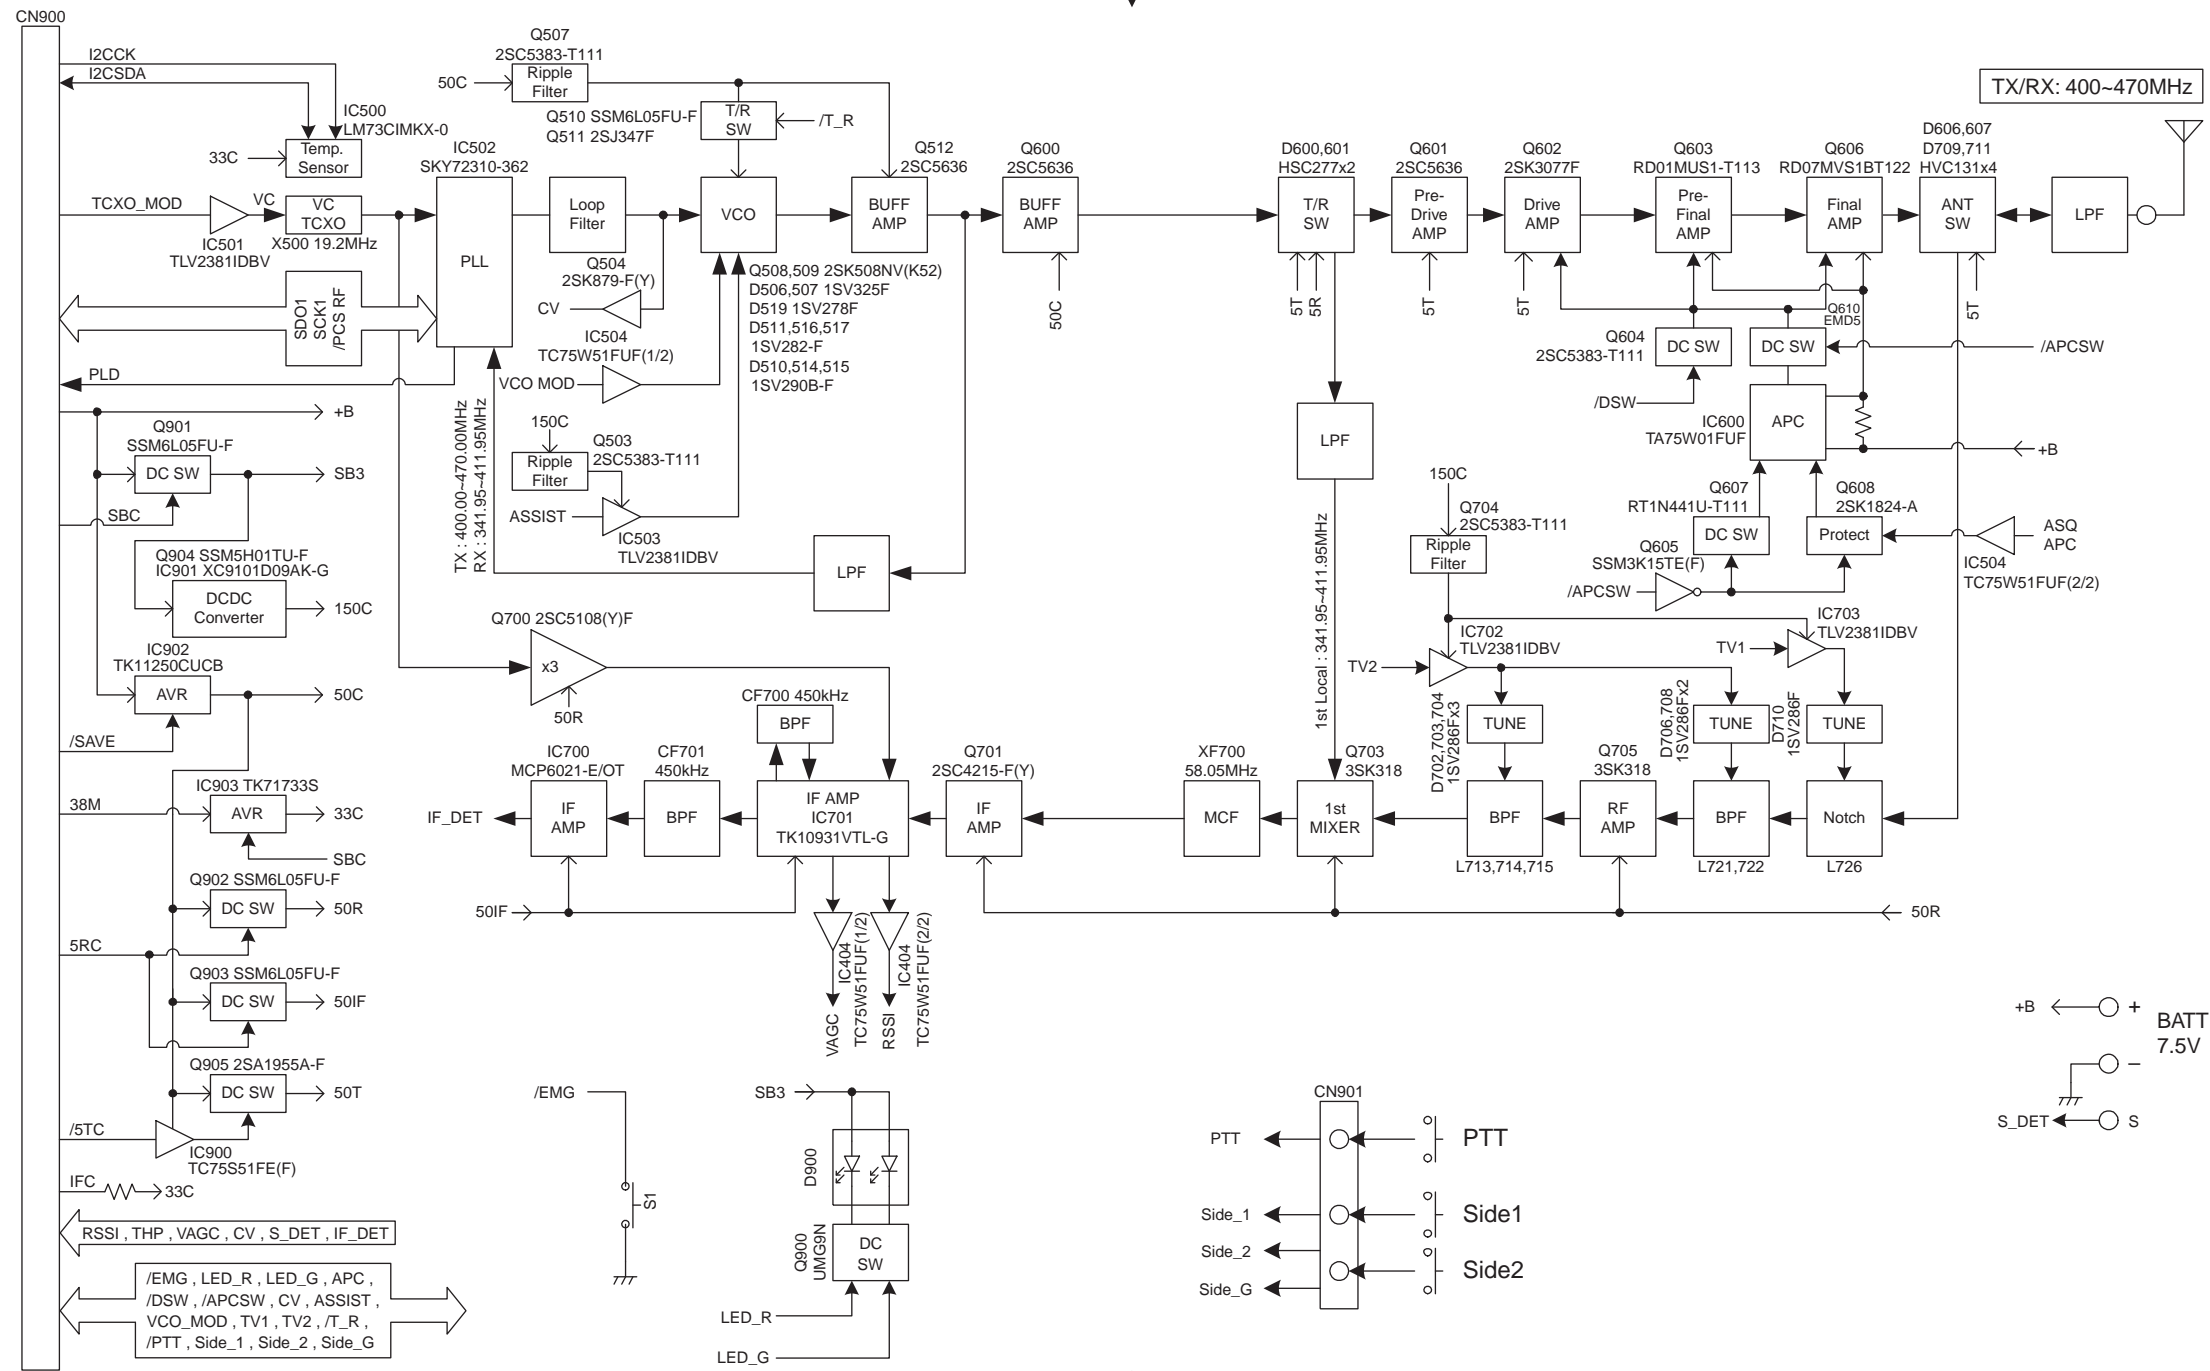 CN900
I2CCK
I2CSDA
IC500
LM73CIMKX-0
33C
Temp.
Sensor
TCXO_MOD
VC
VC
TCXO
IC501
TLV2381IDBV
X500 19.2MHz
SDO1
SCK1
/PCS RF
PLD
IC502
SKY72310-362
PLL
Q507
2SC5383-T111
50C
Ripple
Filter
Q510 SSM6L05FU-F
Q511 2SJ347F
T/R
SW
/T_R
Loop
Filter
Q504
2SK879-F(Y)
CV
IC504
TC75W51FUF(1/2)
VCO MOD
VCO
Q508,509 2SK508NV(K52)
D506,507 1SV325F
D519 1SV278F
D511,516,517
1SV282-F
D510,514,515
1SV290B-F
Q512
2SC5636
BUFF
AMP
Q600
2SC5636
BUFF
AMP
50C
150C
Q503
2SC5383-T111
Ripple
Filter
ASSIST
IC503
TLV2381IDBV
TX : 400.00~470.00MHz
RX : 341.95~411.95MHz
LPF
D600,601
HSC277x2
T/R
SW
5T
5R
Q601
2SC5636
Pre-
Drive
AMP
5T
Q602
2SK3077F
Drive
AMP
5T
Q603
RD01MUS1-T113
Pre-
Final
AMP
Q606
RD07MVS1BT122
Final
AMP
D606,607
D709,711
HVC131x4
ANT
SW
5T
LPF
TX/RX: 400~470MHz
Q604
2SC5383-T111
DC SW
/DSW
Q610
EMD5
DC SW
/APCSW
IC600
TA75W01FUF
APC
+B
Q607
RT1N441U-T111
DC SW
Q608
2SK1824-A
Protect
ASQ
APC
IC504
TC75W51FUF(2/2)
Q605
SSM3K15TE(F)
/APCSW
LPF
1st Local : 341.95~411.95MHz
150C
Q704
2SC5383-T111
Ripple
Filter
IC702
TLV2381IDBV
TV2
IC703
TLV2381IDBV
TV1
D702,703,704
1SV286Fx3
TUNE
D706,708
1SV286Fx2
TUNE
D710
1SV286F
TUNE
+B
Q901
SSM6L05FU-F
DC SW
SB3
SBC
Q904 SSM5H01TU-F
IC901 XC9101D09AK-G
DCDC
Converter
150C
IC902
TK11250CUCB
AVR
50C
/SAVE
IC903 TK71733S
38M
AVR
33C
SBC
Q902 SSM6L05FU-F
DC SW
50R
5RC
Q903 SSM6L05FU-F
DC SW
50IF
Q905 2SA1955A-F
DC SW
50T
/5TC
IC900
TC75S51FE(F)
IFC
33C
RSSI , THP , VAGC , CV , S_DET , IF_DET
/EMG , LED_R , LED_G , APC ,
/DSW , /APCSW , CV , ASSIST ,
VCO_MOD , TV1 , TV2 , /T_R ,
/PTT , Side_1 , Side_2 , Side_G
Q700 2SC5108(Y)F
x3
50R
CF700 450kHz
BPF
IF_DET
IC700
MCP6021-E/OT
IF
AMP
CF701
450kHz
BPF
IF AMP
IC701
TK10931VTL-G
Q701
2SC4215-F(Y)
IF
AMP
XF700
58.05MHz
MCF
Q703
3SK318
1st
MIXER
BPF
L713,714,715
Q705
3SK318
RF
AMP
BPF
L721,722
Notch
L726
50IF
50R
IC404
TC75W51FUF(1/2)
VAGC
IC404
TC75W51FUF(2/2)
RSSI
/EMG
S1
SB3
D900
Q900
UMG9N
DC
SW
LED_R
LED_G
CN901
PTT
PTT
Side_1
Side1
Side_2
Side2
Side_G
+B
+
BATT
7.5V
−
S_DET
S